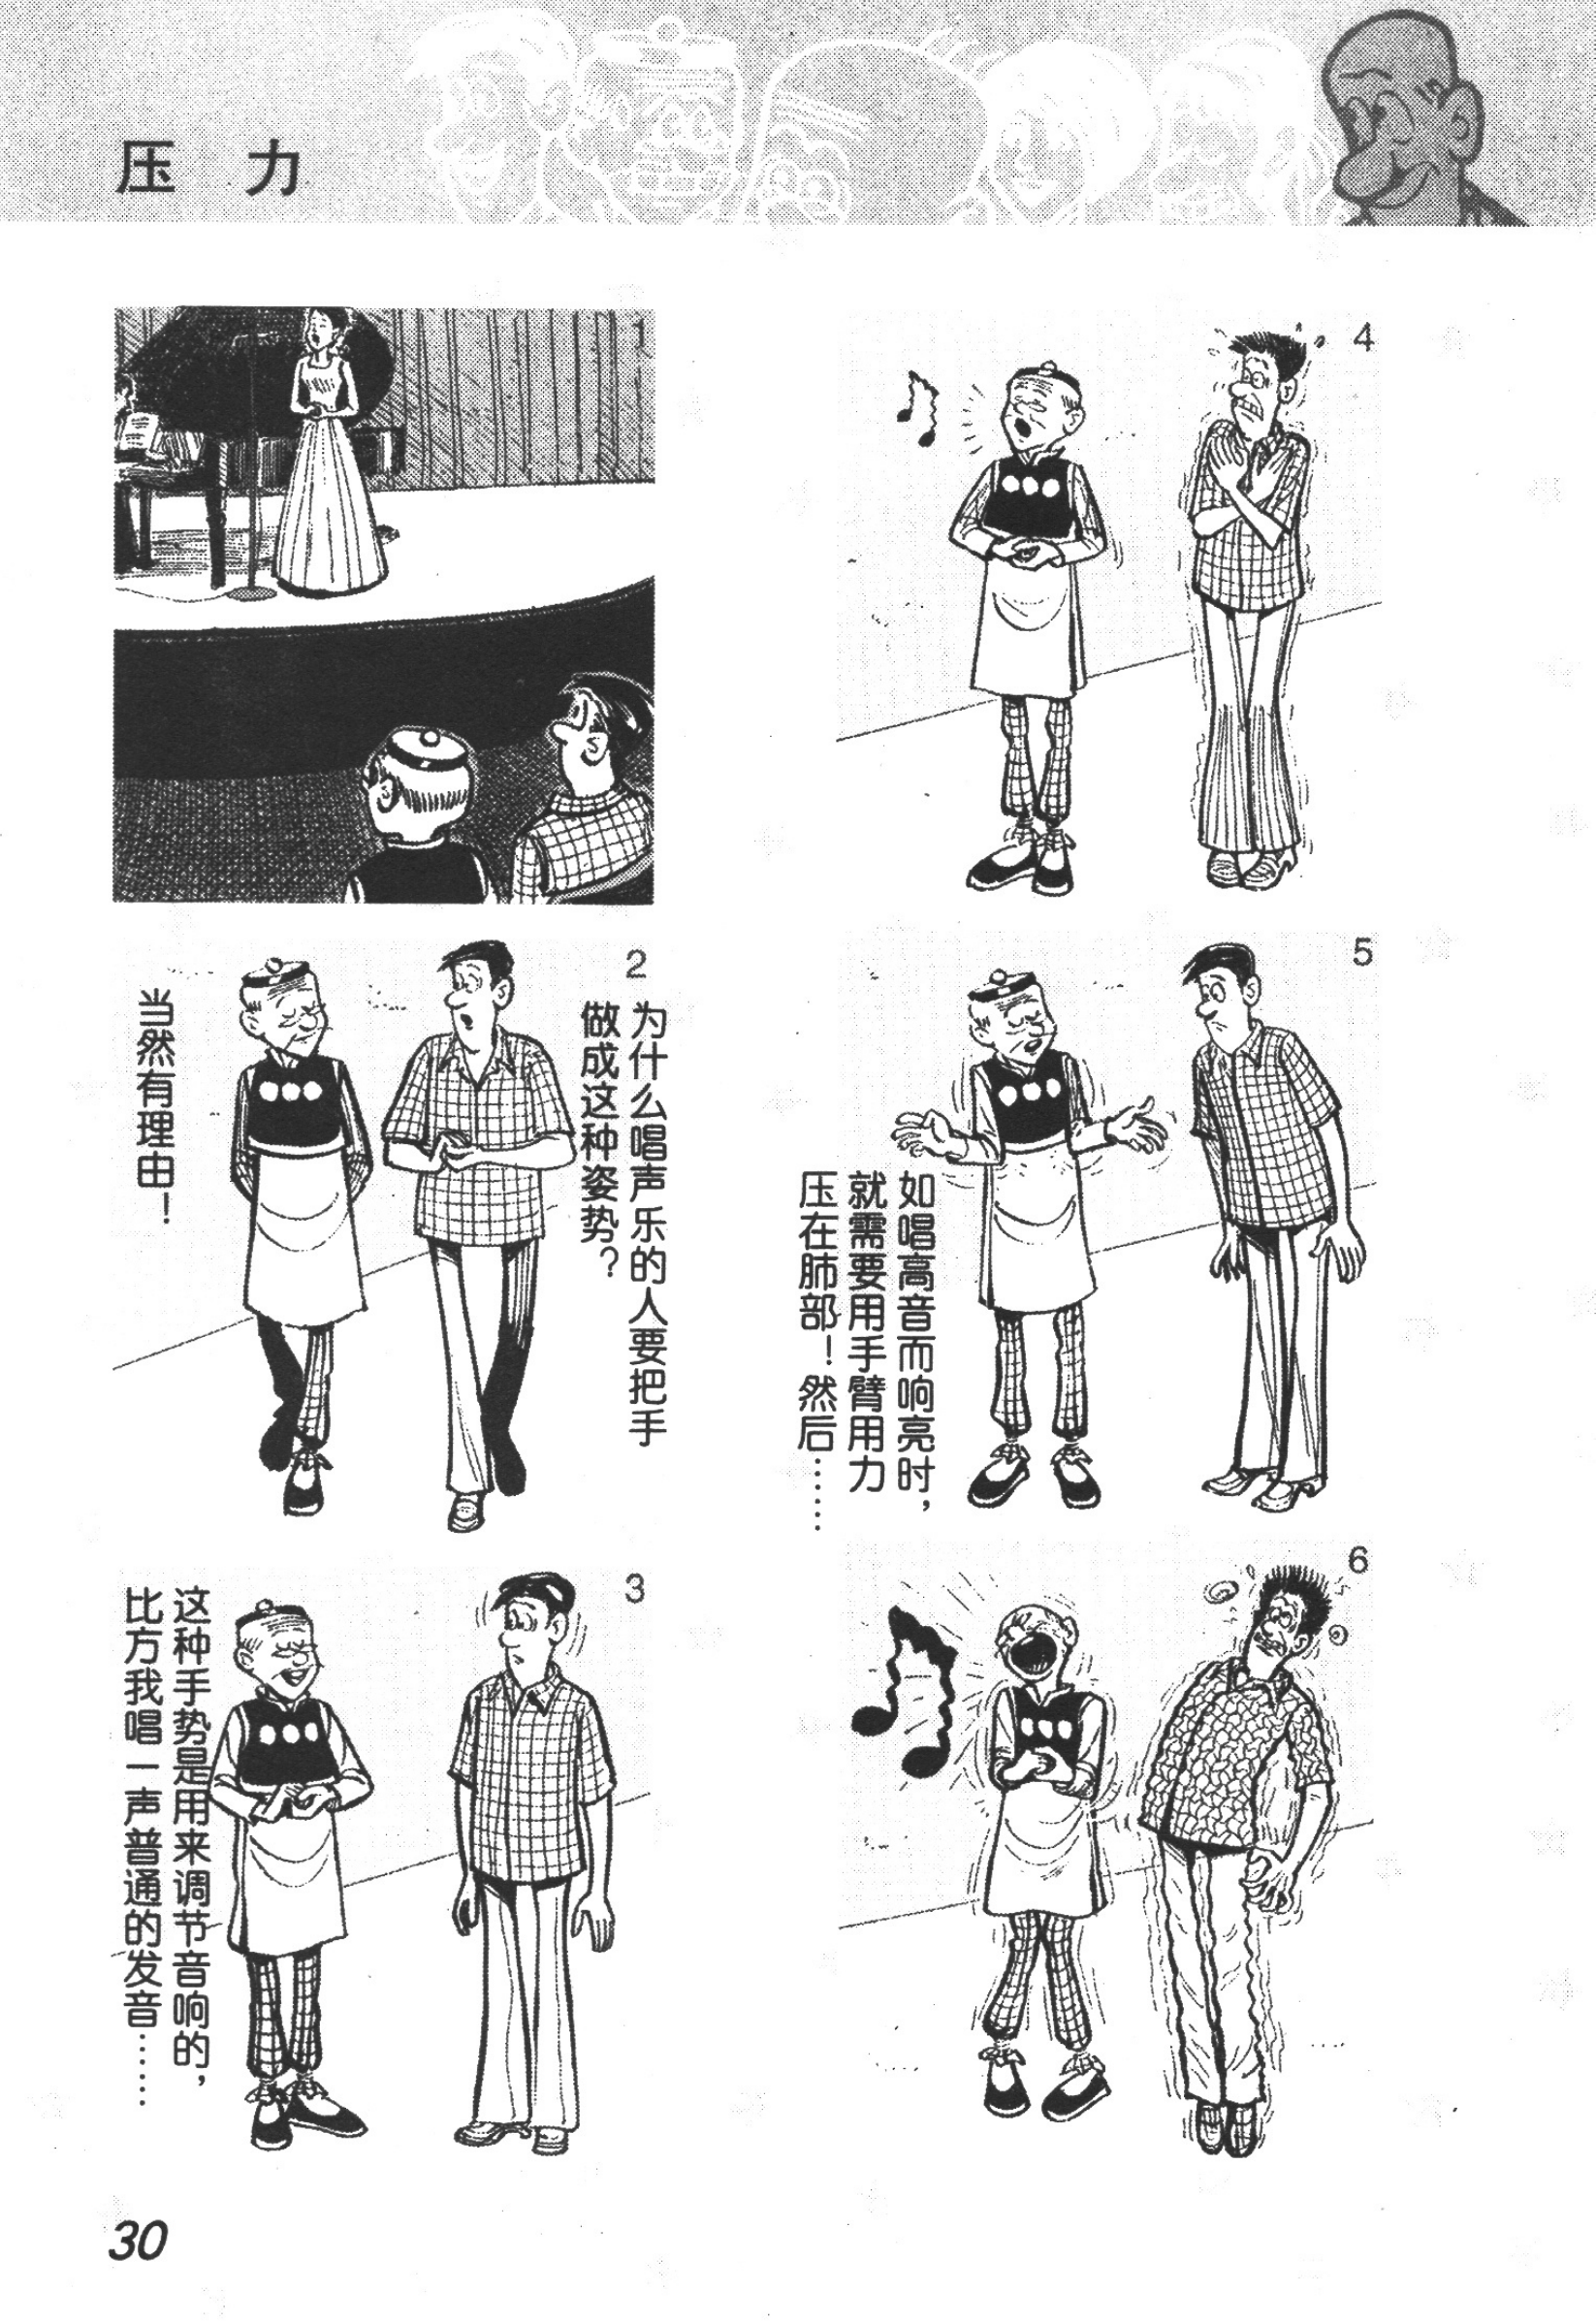 压 力
1
2
为什么唱声乐的人要把手
做成这种姿势?
当然有理由!
3
这种手势是用来调节音响的,
比方我唱一声普通的发音……
4
5
如唱高音而响亮时,
就需要用手臂用力
压在肺部!然后……
6
30